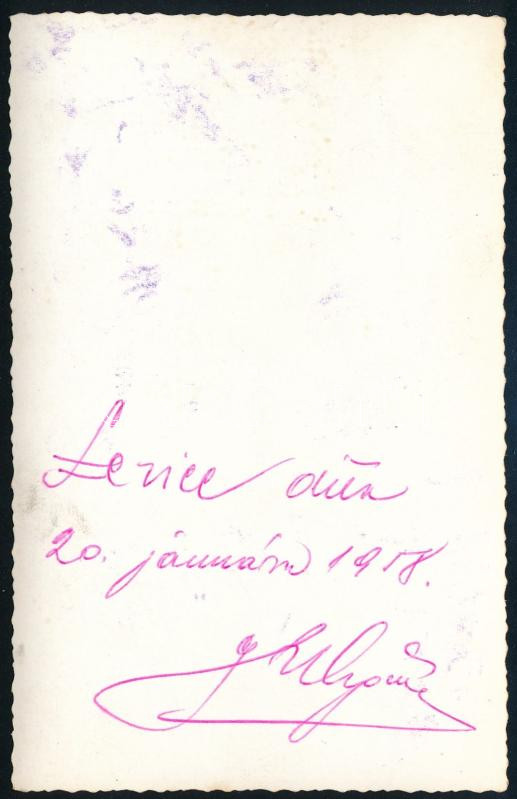 Levice dňa
20. januára 1958.